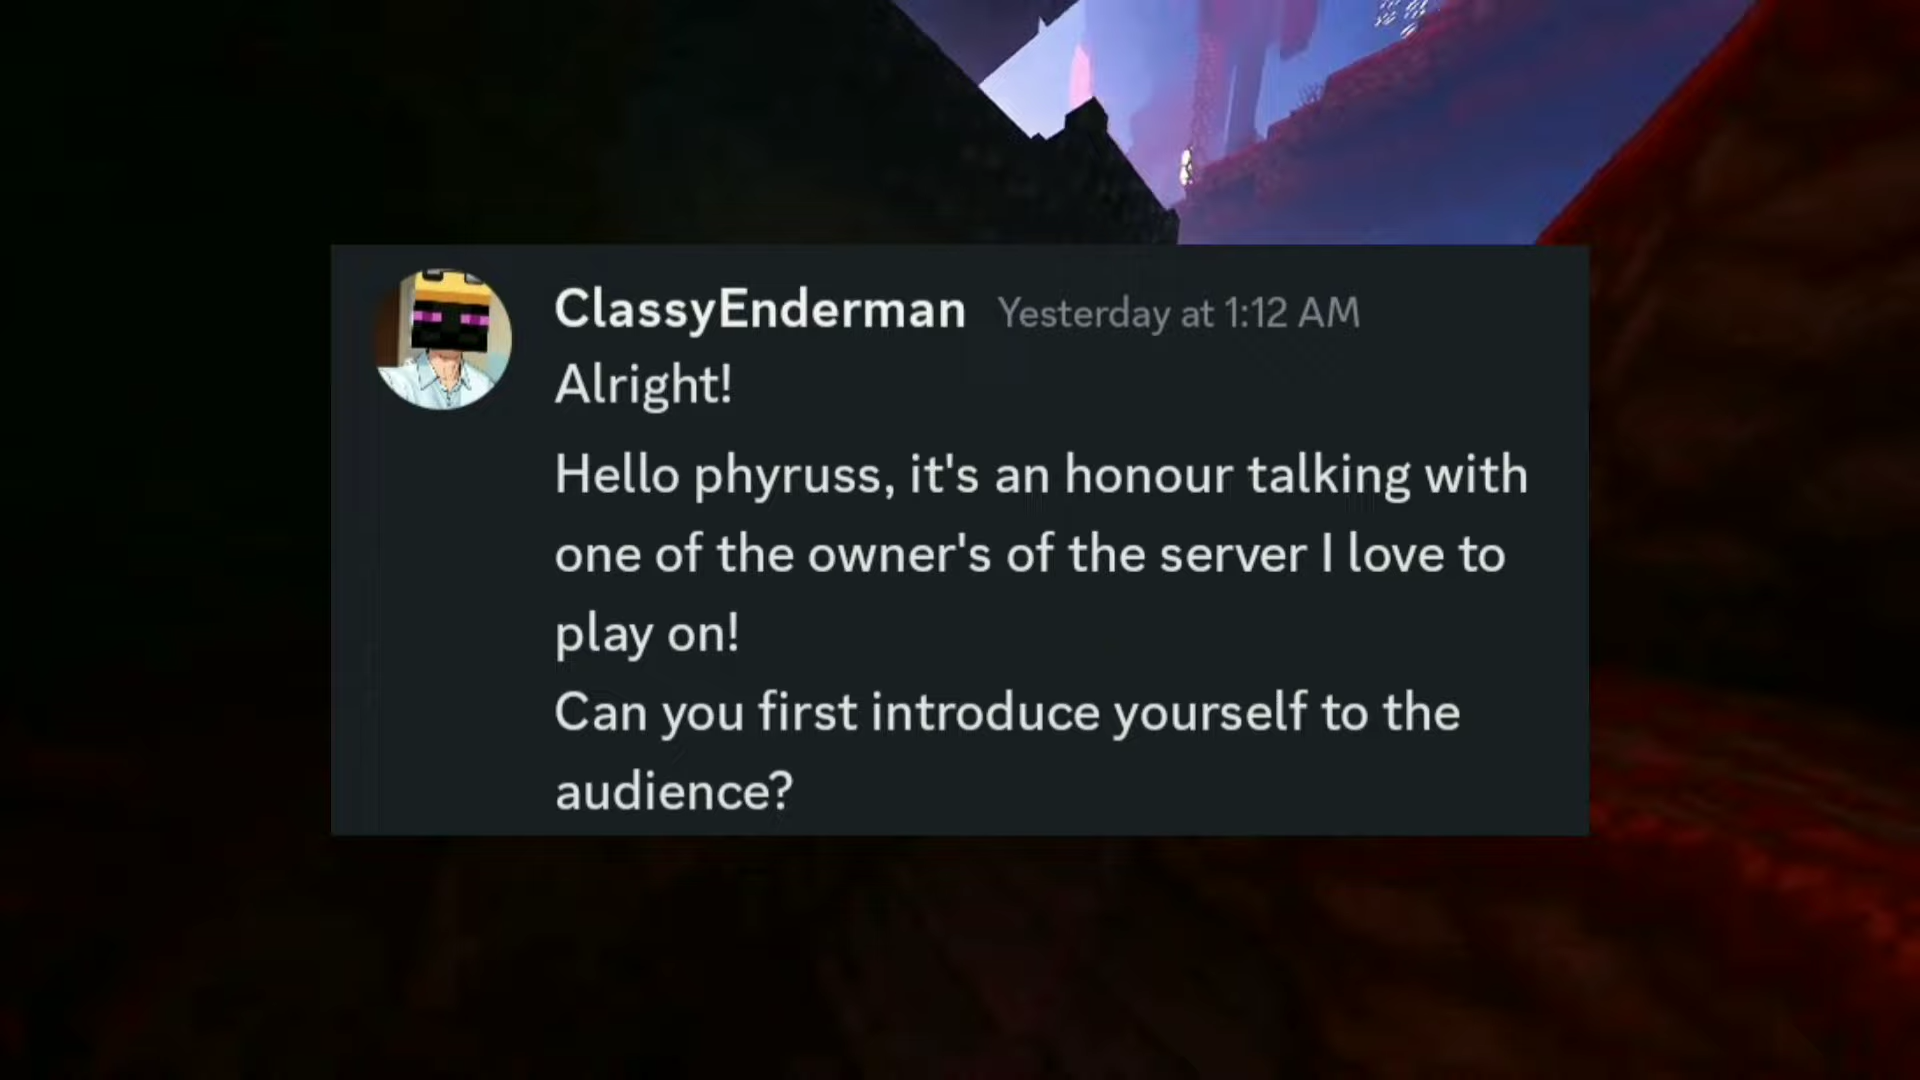 ClassyEnderman Yesterday at 1:12 AM
Alright!
Hello phyruss, it's an honour talking with
one of the owner's of the server I love to
play on!
Can you first introduce yourself to the
audience?